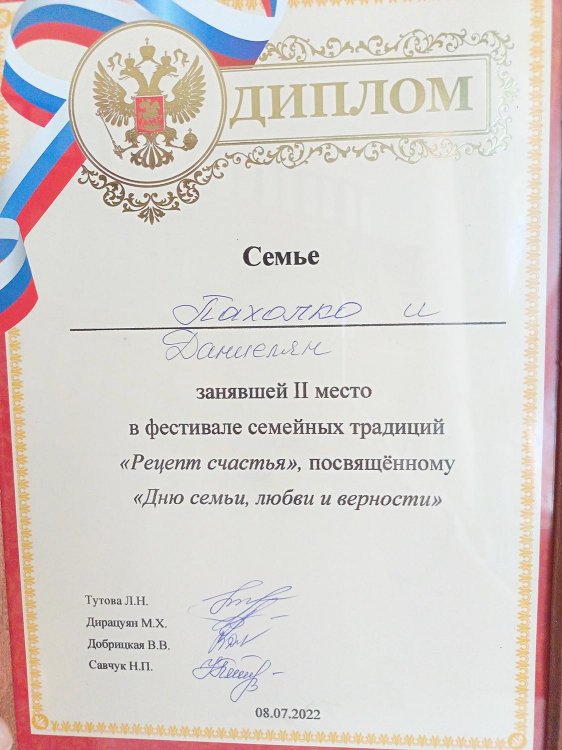 ДИПЛОМ
Семье
Пахолко и
Даниелян
занявшей II место
в фестивале семейных традиций
«Рецепт счастья», посвящённому
«Дню семьи, любви и верности»
Тутова Л.Н.
Дирацуян М.Х.
Добрицкая В.В.
Савчук Н.П.
08.07.2022